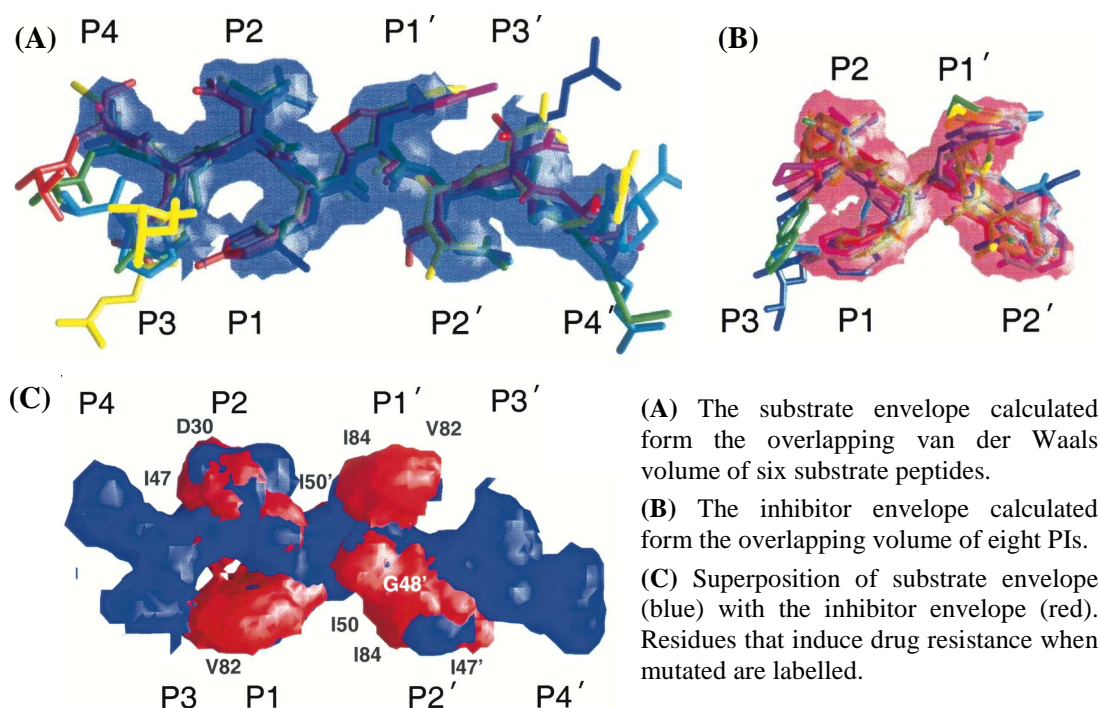 (A)
P4 P2 P1′ P3′
P3 P1 P2′ P4′
(B)
P2 P1′
P3 P1 P2′
(C)
P4 P2 P1′ P3′
D30 I84 V82
I47 I50'
G48'
I50
V82 I84 I47'
P3 P1 P2′ P4′
(A) The substrate envelope calculated
form the overlapping van der Waals
volume of six substrate peptides.
(B) The inhibitor envelope calculated
form the overlapping volume of eight PIs.
(C) Superposition of substrate envelope
(blue) with the inhibitor envelope (red).
Residues that induce drug resistance when
mutated are labelled.